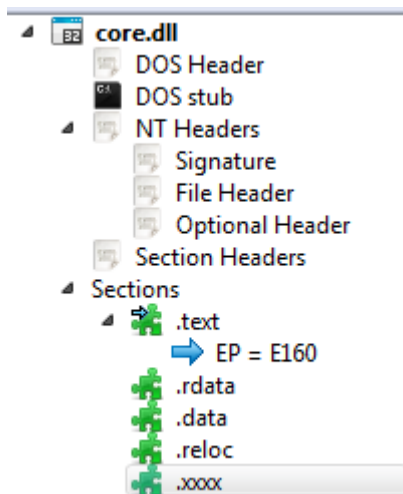 32 core.dll
DOS Header
C:\ DOS stub
NT Headers
Signature
File Header
Optional Header
Section Headers
Sections
.text
EP = E160
.rdata
.data
.reloc
.xxxx